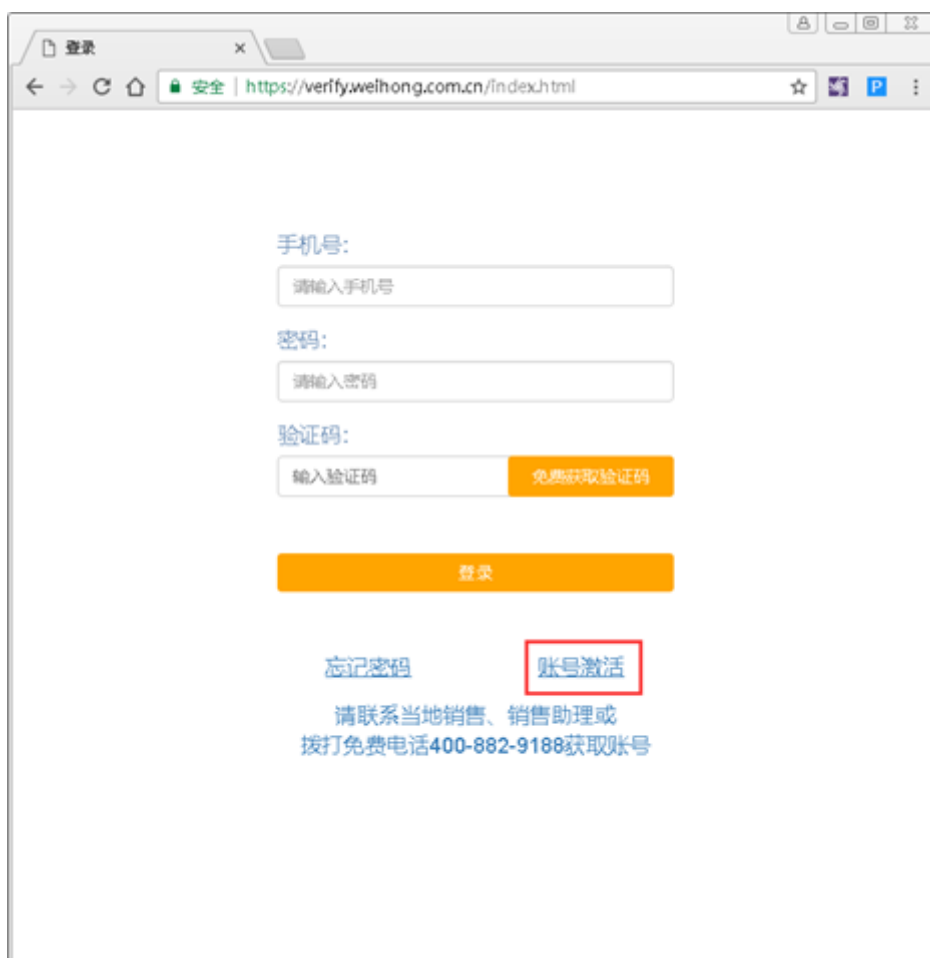 登录
安全 | https://verify.weihong.com.cn/index.html
手机号:
请输入手机号
密码:
请输入密码
验证码:
输入验证码 免费获取验证码
登录
忘记密码 账号激活
请联系当地销售、销售助理或
拨打免费电话400-882-9188获取账号